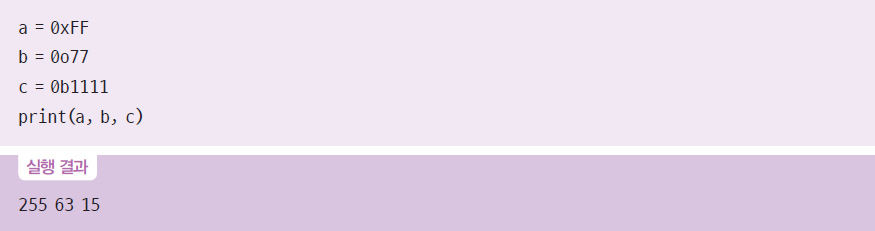 a = 0xFF
b = 0o77
c = 0b1111
print(a, b, c)
실행 결과
255 63 15